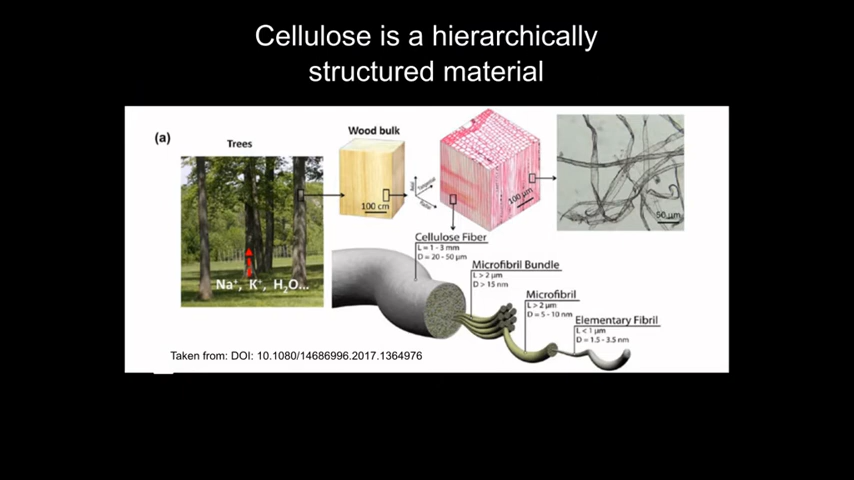 Cellulose is a hierarchically
structured material
(a)
Trees
Wood bulk
100 cm
Axial
Tangential
100 µm
50 µm
Na⁺, K⁺, H₂O...
Cellulose Fiber
L = 1 - 3 mm
D = 20 - 50 µm
Microfibril Bundle
L > 2 µm
D > 15 nm
Microfibril
L > 2 µm
D = 5 - 10 nm
Elementary Fibril
L < 1 µm
D = 1.5 - 3.5 nm
Taken from: DOI: 10.1080/14686996.2017.1364976